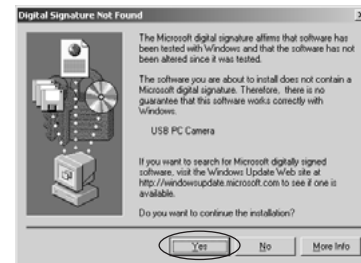 Digital Signature Not Found
The Microsoft digital signature affirms that software has
been tested with Windows and that the software has not
been altered since it was tested.
The software you are about to install does not contain a
Microsoft digital signature. Therefore, there is no
guarantee that this software works correctly with
Windows.
USB PC Camera
If you want to search for Microsoft digitally signed
software, visit the Windows Update Web site at
http://windowsupdate.microsoft.com to see if one is
available.
Do you want to continue the installation?
Yes No More Info